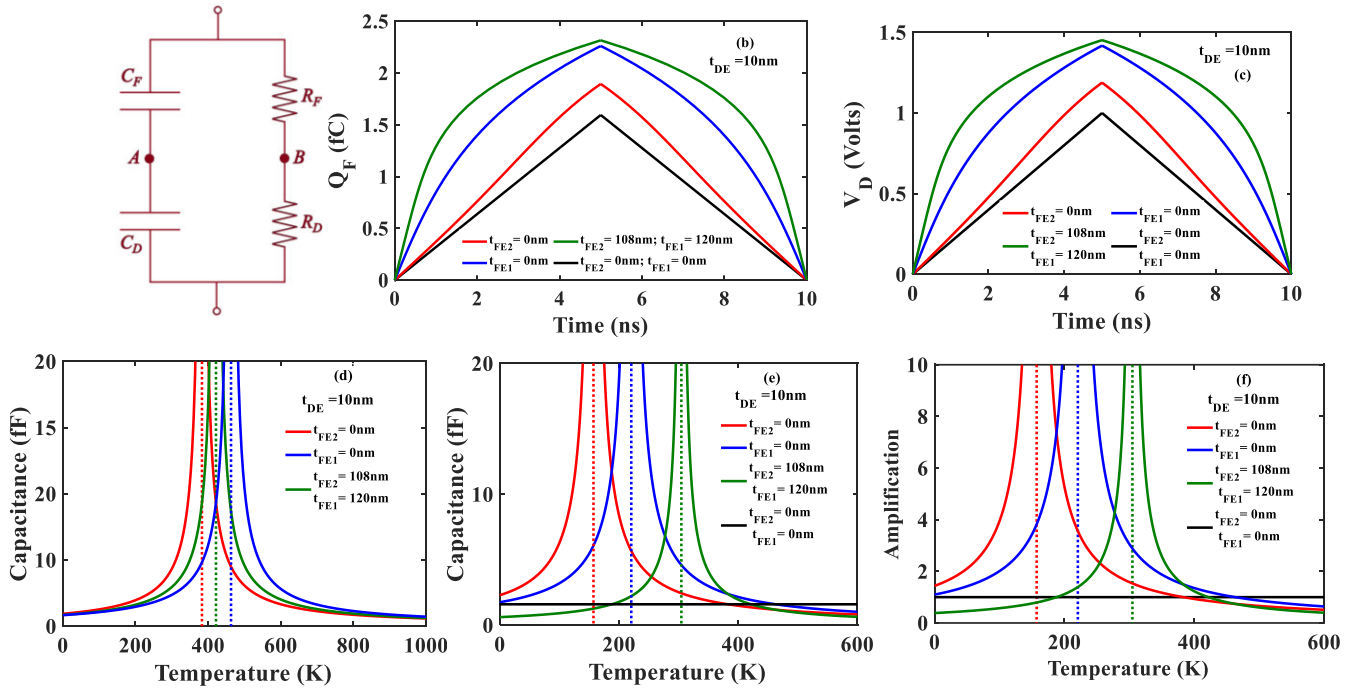 C_F
R_F
A
B
C_D
R_D
2.5
2
1.5
1
0.5
0
Q_F (fC)
(b)
t_DE =10nm
t_FE2 = 0nm
t_FE2 = 108nm; t_FE1 = 120nm
t_FE1 = 0nm
t_FE2 = 0nm; t_FE1 = 0nm
0 2 4 6 8 10
Time (ns)
1.5
1
0.5
0
V_D (Volts)
t_DE =10nm
(c)
t_FE2 = 0nm
t_FE1 = 0nm
t_FE2 = 108nm
t_FE2 = 0nm
t_FE1 = 120nm
t_FE1 = 0nm
0 2 4 6 8 10
Time (ns)
20
20
10
10
0
Capacitance (fF)
(d)
t_DE =10nm
t_FE2 = 0nm
t_FE1 = 0nm
t_FE2 = 108nm
t_FE1 = 120nm
0 200 400 600 800 1000
Temperature (K)
20
10
0
Capacitance (fF)
(e)
t_DE =10nm
t_FE2 = 0nm
t_FE1 = 0nm
t_FE2 = 108nm
t_FE1 = 120nm
t_FE2 = 0nm
t_FE1 = 0nm
0 200 400 600
Temperature (K)
10
8
6
4
2
0
Amplification
(f)
t_DE =10nm
t_FE2 = 0nm
t_FE1 = 0nm
t_FE2 = 108nm
t_FE1 = 120nm
t_FE2 = 0nm
t_FE1 = 0nm
0 200 400 600
Temperature (K)